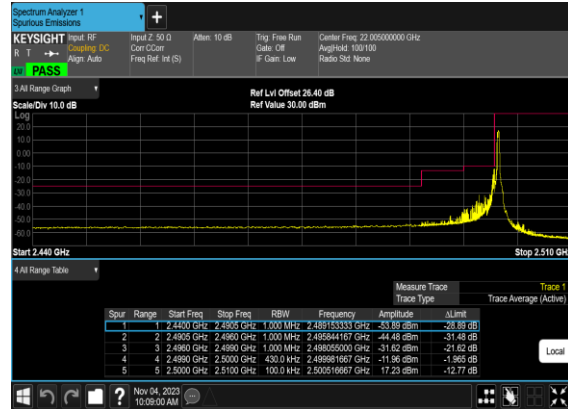 Spectrum Analyzer 1
Spurious Emissions
KEYSIGHT Input: RF Input Z: 50 Ω Atten: 10 dB Trig: Free Run Center Freq: 22.005000000 GHz
R T Coupling: DC Corr CCorr Gate: Off Avg|Hold: 100/100
Align: Auto Freq Ref: Int (S) IF Gain: Low Radio Std: None
PASS
3 All Range Graph
Ref Lvl Offset 26.40 dB
Scale/Div 10.0 dB Ref Value 30.00 dBm
Log
20.0
10.0
0.00
-10.0
-20.0
-30.0
-40.0
-50.0
-60.0
Start 2.440 GHz Stop 2.510 GHz
4 All Range Table
Measure Trace Trace 1
Trace Type Trace Average (Active)
Spur Range Start Freq Stop Freq RBW Frequency Amplitude ΔLimit
1 1 2.4400 GHz 2.4905 GHz 1.000 MHz 2.489153333 GHz -53.89 dBm -28.89 dB
2 2 2.4905 GHz 2.4960 GHz 1.000 MHz 2.495844167 GHz -44.48 dBm -31.48 dB
3 3 2.4960 GHz 2.4990 GHz 1.000 MHz 2.498055000 GHz -31.62 dBm -21.62 dB
4 4 2.4990 GHz 2.5000 GHz 430.0 kHz 2.499981667 GHz -11.96 dBm -1.965 dB
5 5 2.5000 GHz 2.5100 GHz 100.0 kHz 2.500516667 GHz 17.23 dBm -12.77 dB
Local
Nov 04, 2023
10:09:00 AM